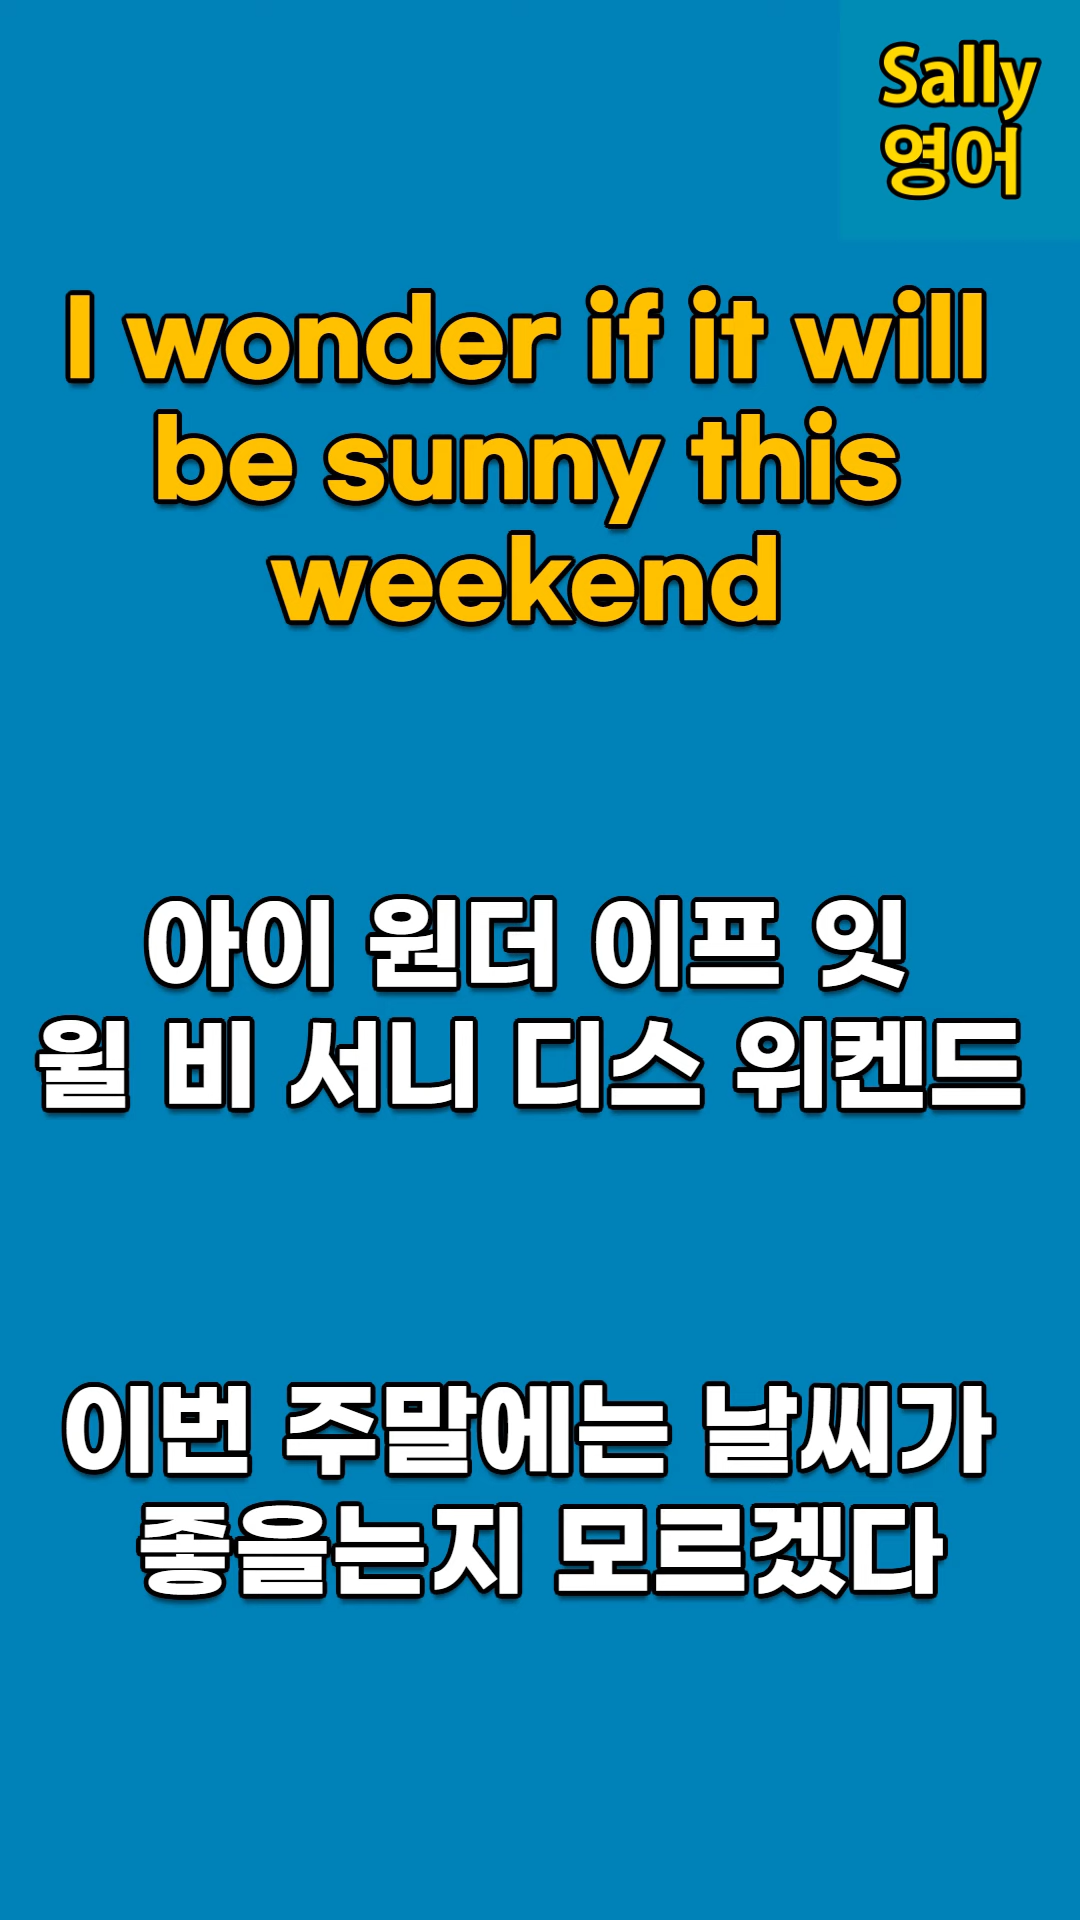 Sally
영어
I wonder if it will
be sunny this
weekend
아이 원더 이프 잇
윌 비 서니 디스 위켄드
이번 주말에는 날씨가
좋을는지 모르겠다